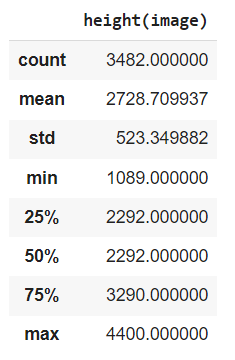 height(image)
count 3482.000000
mean 2728.709937
std 523.349882
min 1089.000000
25% 2292.000000
50% 2292.000000
75% 3290.000000
max 4400.000000